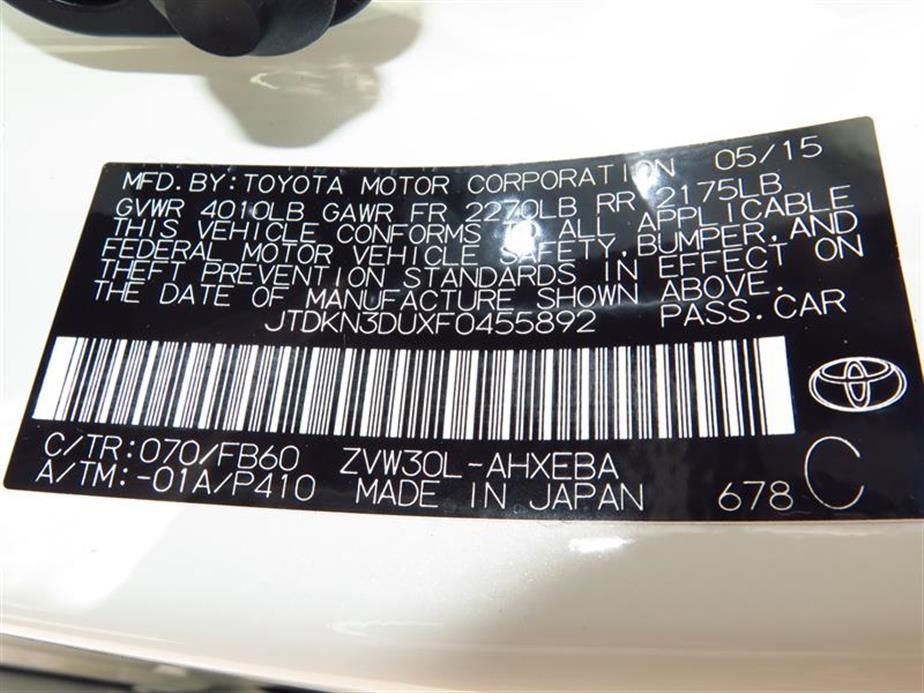 MFD.BY:TOYOTA MOTOR CORPORATION 05/15
GVWR 4010LB GAWR FR 2270LB RR 2175LB
THIS VEHICLE CONFORMS TO ALL APPLICABLE
FEDERAL MOTOR VEHICLE SAFETY,BUMPER,AND
THEFT PREVENTION STANDARDS IN EFFECT ON
THE DATE OF MANUFACTURE SHOWN ABOVE.
JTDKN3DUXF0455892 PASS.CAR
C/TR:070/FB60 ZVW30L-AHXEBA
A/TM:-01A/P410 MADE IN JAPAN 678 C